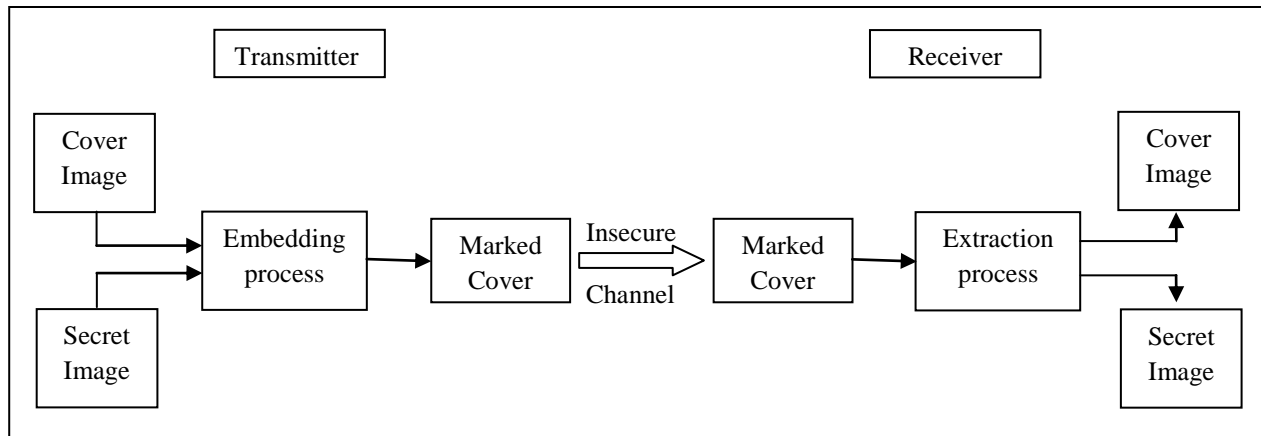 Transmitter
Receiver
Cover
Image
Secret
Image
Embedding
process
Marked
Cover
Insecure
Channel
Marked
Cover
Extraction
process
Cover
Image
Secret
Image